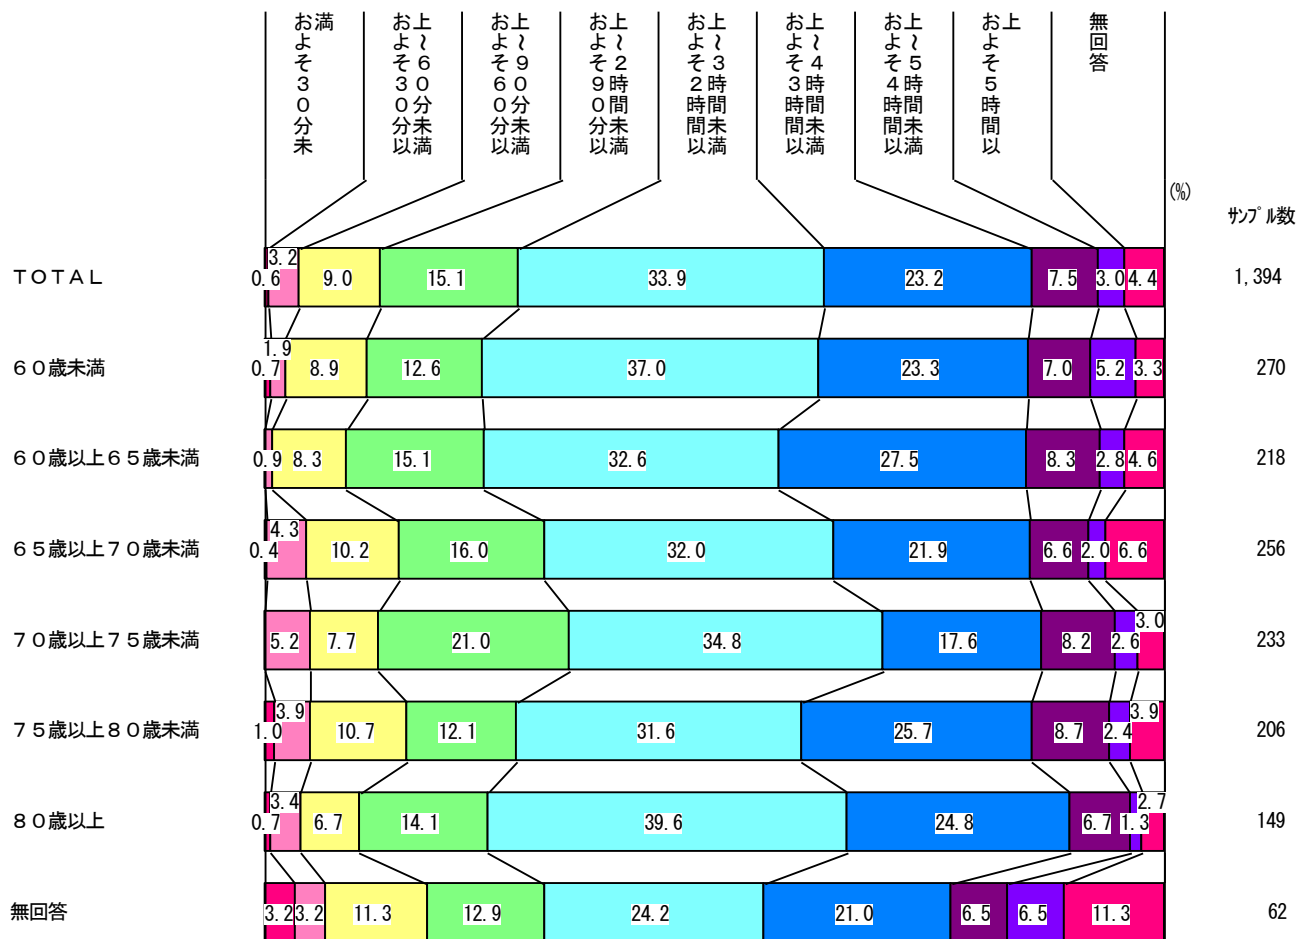 およそ３０分未
満
およそ３０分以
上～６０分未満
およそ６０分以
上～９０分未満
およそ９０分以
上～２時間未満
およそ２時間以
上～３時間未満
およそ３時間以
上～４時間未満
およそ４時間以
上～５時間未満
およそ５時間以
上
無回答
(%)
ｻﾝﾌﾟﾙ数
ＴＯＴＡＬ 0.6 3.2 9.0 15.1 33.9 23.2 7.5 3.0 4.4 1,394
６０歳未満 0.7 1.9 8.9 12.6 37.0 23.3 7.0 5.2 3.3 270
６０歳以上６５歳未満 0.9 8.3 15.1 32.6 27.5 8.3 2.8 4.6 218
６５歳以上７０歳未満 0.4 4.3 10.2 16.0 32.0 21.9 6.6 2.0 6.6 256
７０歳以上７５歳未満 5.2 7.7 21.0 34.8 17.6 8.2 2.6 3.0 233
７５歳以上８０歳未満 1.0 3.9 10.7 12.1 31.6 25.7 8.7 2.4 3.9 206
８０歳以上 0.7 3.4 6.7 14.1 39.6 24.8 6.7 1.3 2.7 149
無回答 3.2 3.2 11.3 12.9 24.2 21.0 6.5 6.5 11.3 62